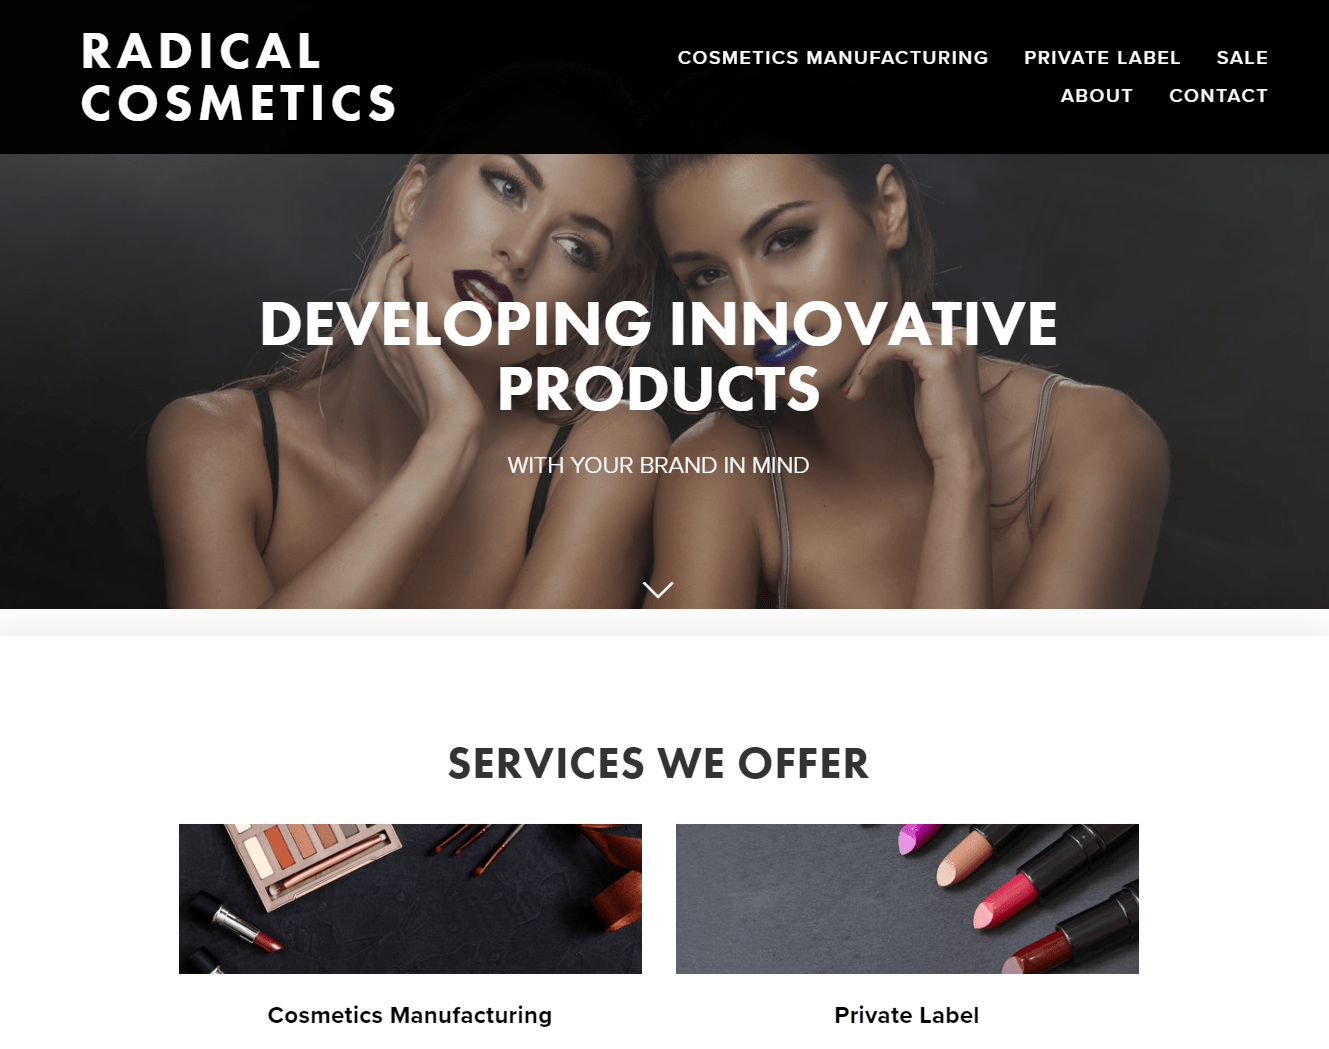 RADICAL
COSMETICS
COSMETICS MANUFACTURING PRIVATE LABEL SALE
ABOUT CONTACT
DEVELOPING INNOVATIVE
PRODUCTS
WITH YOUR BRAND IN MIND
SERVICES WE OFFER
Cosmetics Manufacturing
Private Label